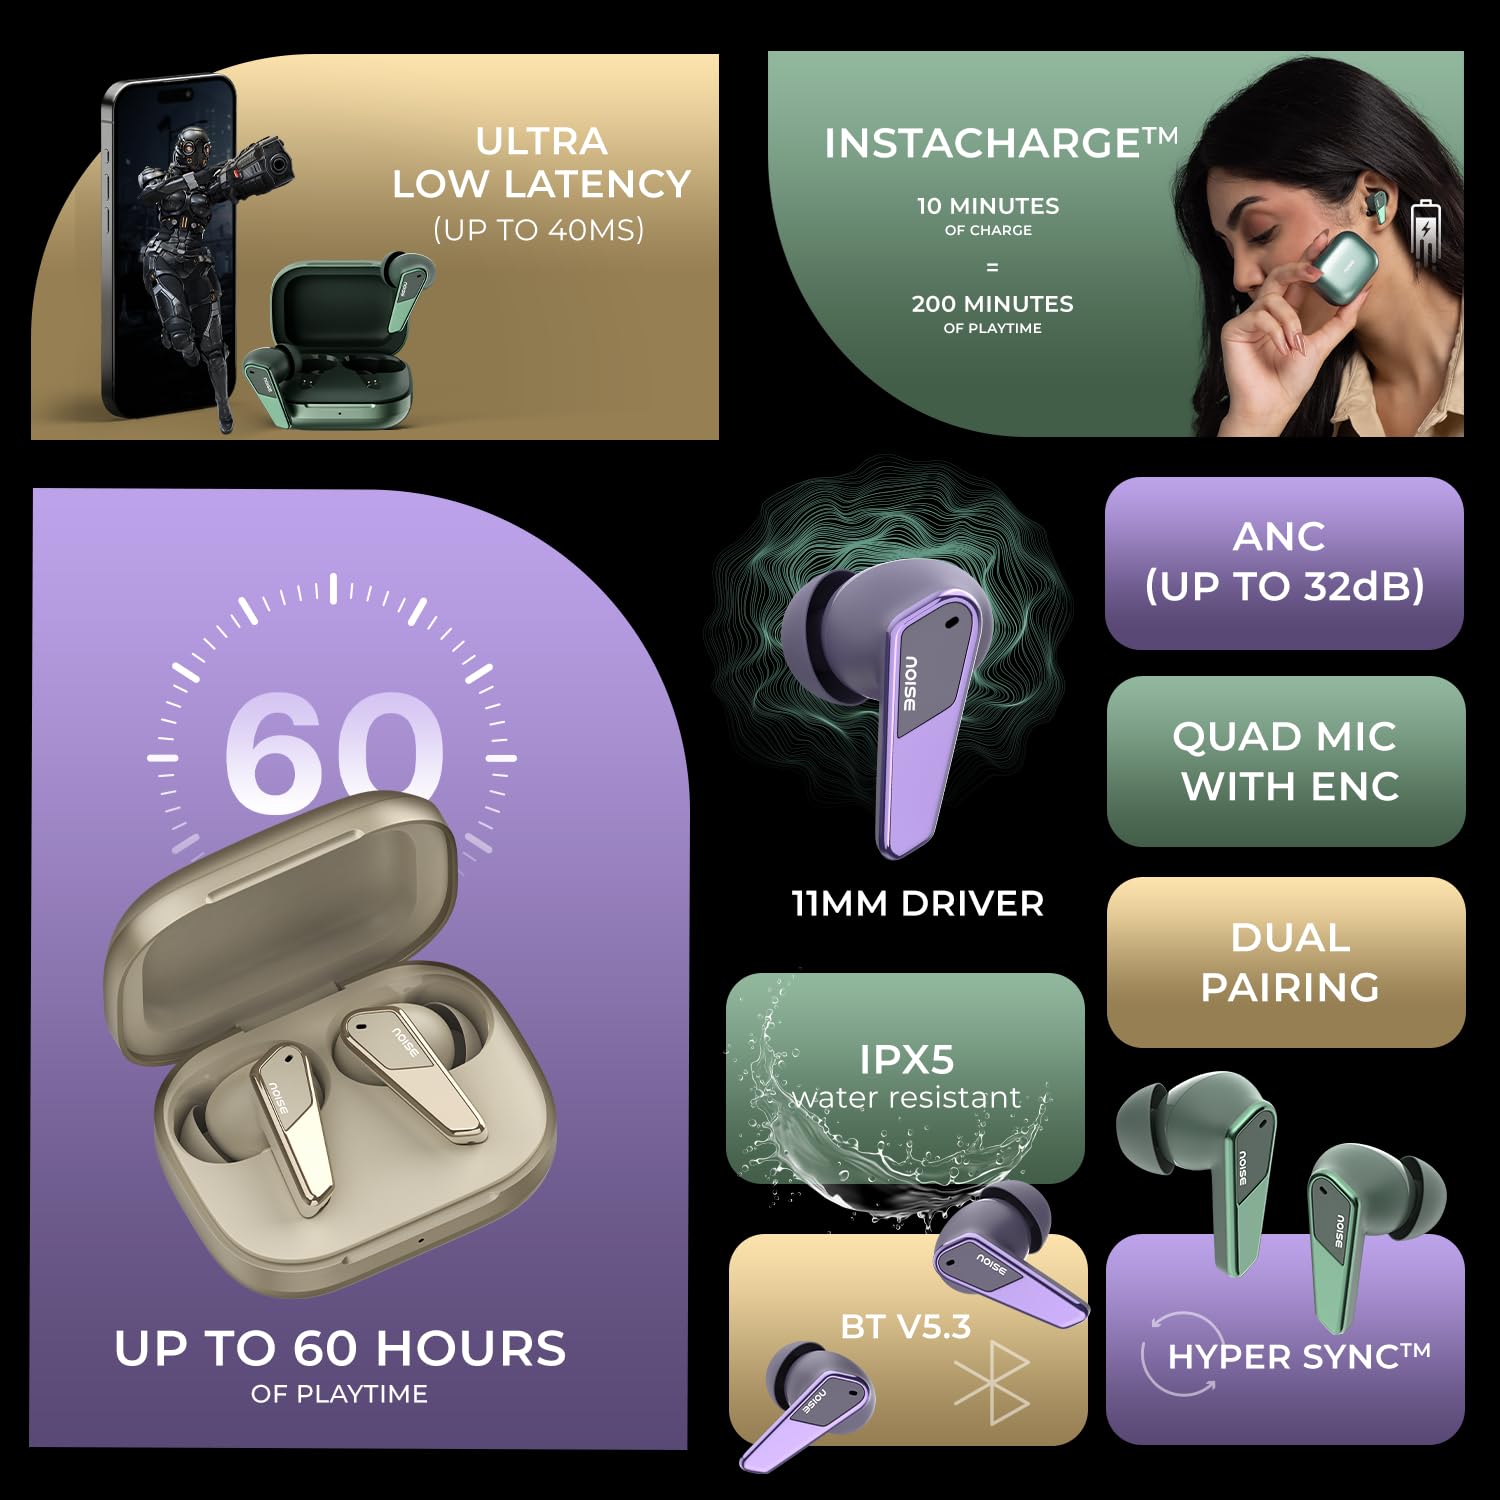 ULTRA
LOW LATENCY
(UP TO 40MS)
noise
noise
INSTACHARGE™
10 MINUTES
OF CHARGE
=
200 MINUTES
OF PLAYTIME
noise
60
noise
noise
UP TO 60 HOURS
OF PLAYTIME
noise
11MM DRIVER
ANC
(UP TO 32dB)
QUAD MIC
WITH ENC
DUAL
PAIRING
IPX5
water resistant
noise
BT V5.3
noise
noise
noise
HYPER SYNC™